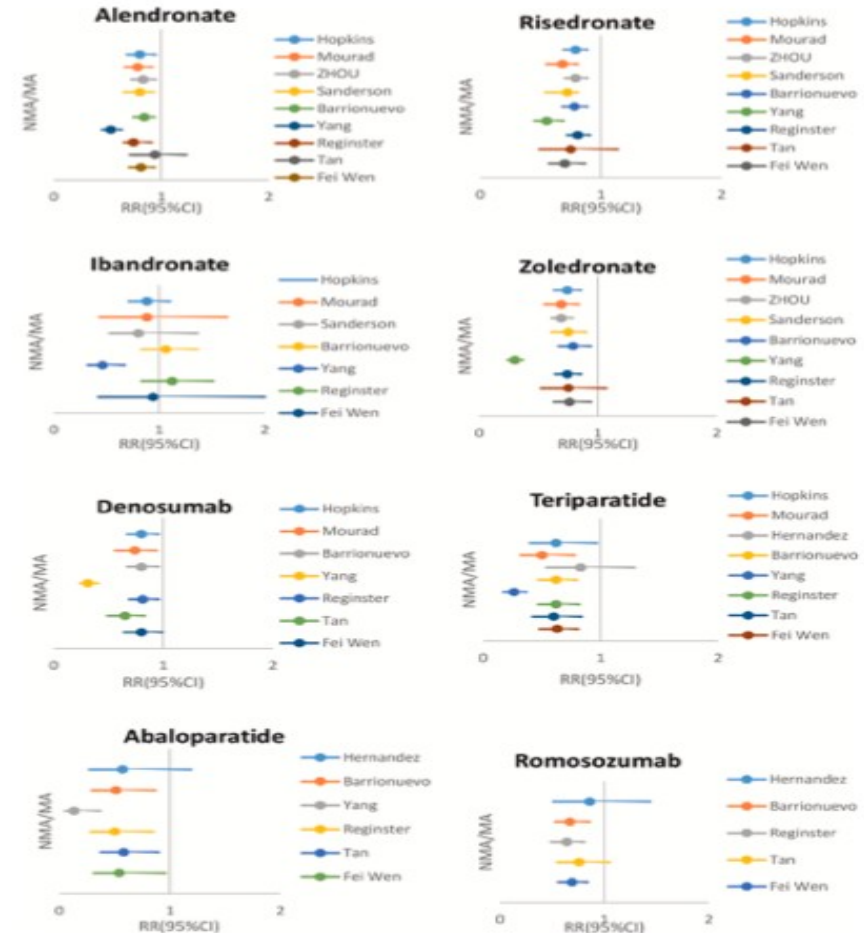 Alendronate
NMA/MA
Hopkins
Mourad
ZHOU
Sanderson
Barrionuevo
Yang
Reginster
Tan
Fei Wen
0 1 2
RR(95%CI)
Risedronate
NMA/MA
Hopkins
Mourad
ZHOU
Sanderson
Barrionuevo
Yang
Reginster
Tan
Fei Wen
0 1 2
RR(95%CI)
Ibandronate
NMA/MA
Hopkins
Mourad
Sanderson
Barrionuevo
Yang
Reginster
Fei Wen
0 1 2
RR(95%CI)
Zoledronate
NMA/MA
Hopkins
Mourad
ZHOU
Sanderson
Barrionuevo
Yang
Reginster
Tan
Fei Wen
0 1 2
RR(95%CI)
Denosumab
NMA/MA
Hopkins
Mourad
Barrionuevo
Yang
Reginster
Tan
Fei Wen
0 1 2
RR(95%CI)
Teriparatide
NMA/MA
Hopkins
Mourad
Hernandez
Barrionuevo
Yang
Reginster
Tan
Fei Wen
0 1 2
RR(95%CI)
Abaloparatide
NMA/MA
Hernandez
Barrionuevo
Yang
Reginster
Tan
Fei Wen
0 1 2
RR(95%CI)
Romosozumab
NMA/MA
Hernandez
Barrionuevo
Reginster
Tan
Fei Wen
0 1 2
RR(95%CI)